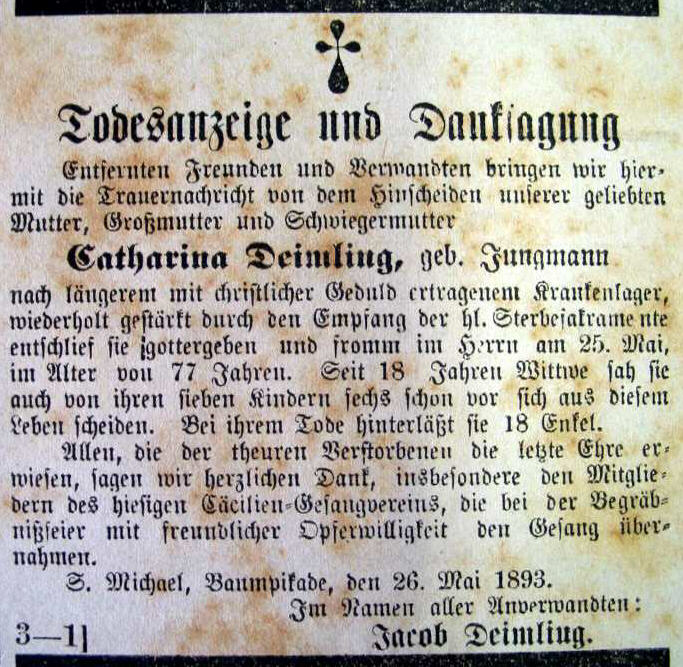 Todesanzeige und Danksagung
Entfernten Freunden und Verwandten bringen wir hier-
mit die Trauernachricht von dem Hinscheiden unserer geliebten
Mutter, Großmutter und Schwiegermutter
Catharina Deimling, geb. Jungmann
nach längerem mit christlicher Geduld ertragenem Krankenlager,
wiederholt gestärkt durch den Empfang der hl. Sterbesakramente
entschlief sie gottergeben und fromm im Herrn am 25. Mai,
im Alter von 77 Jahren. Seit 18 Jahren Wittwe sah sie
auch von ihren sieben Kindern sechs schon vor sich aus diesem
Leben scheiden. Bei ihrem Tode hinterläßt sie 18 Enkel.
Allen, die der theuren Verstorbenen die letzte Ehre er-
wiesen, sagen wir herzlichen Dank, insbesondere den Mitglie-
dern des hiesigen Cäcilien-Gesangvereins, die bei der Begräb-
nißfeier mit freundlicher Opferwilligkeit den Gesang über-
nahmen.
S. Michael, Baumpikade, den 26. Mai 1893.
Im Namen aller Anverwandten:
3—1] Jacob Deimling.